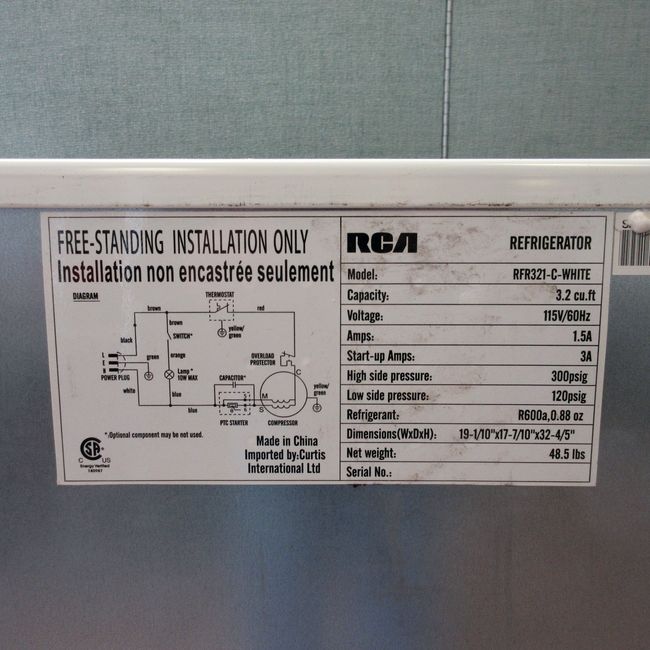 FREE-STANDING INSTALLATION ONLY
Installation non encastrée seulement
DIAGRAM
THERMOSTAT
brown
red
brown
yellow/
green
black
SWITCH*
green
orange
OVERLOAD
PROTECTOR
L
E
L
POWER PLUG
Lamp*
10W MAX
CAPACITOR*
C
yellow/
green
white
blue
blue
M
S
PTC STARTER
COMPRESSOR
*/Optional component may be not used.
CSA
C US
Energy Verified
Made in China
Imported by:Curtis
International Ltd
RCA REFRIGERATOR
Model: RFR321-C-WHITE
Capacity: 3.2 cu.ft
Voltage: 115V/60Hz
Amps: 1.5A
Start-up Amps: 3A
High side pressure: 300psig
Low side pressure: 120psig
Refrigerant: R600a,0.88 oz
Dimensions(WxDxH): 19-1/10"x17-7/10"x32-4/5"
Net weight: 48.5 lbs
Serial No.: